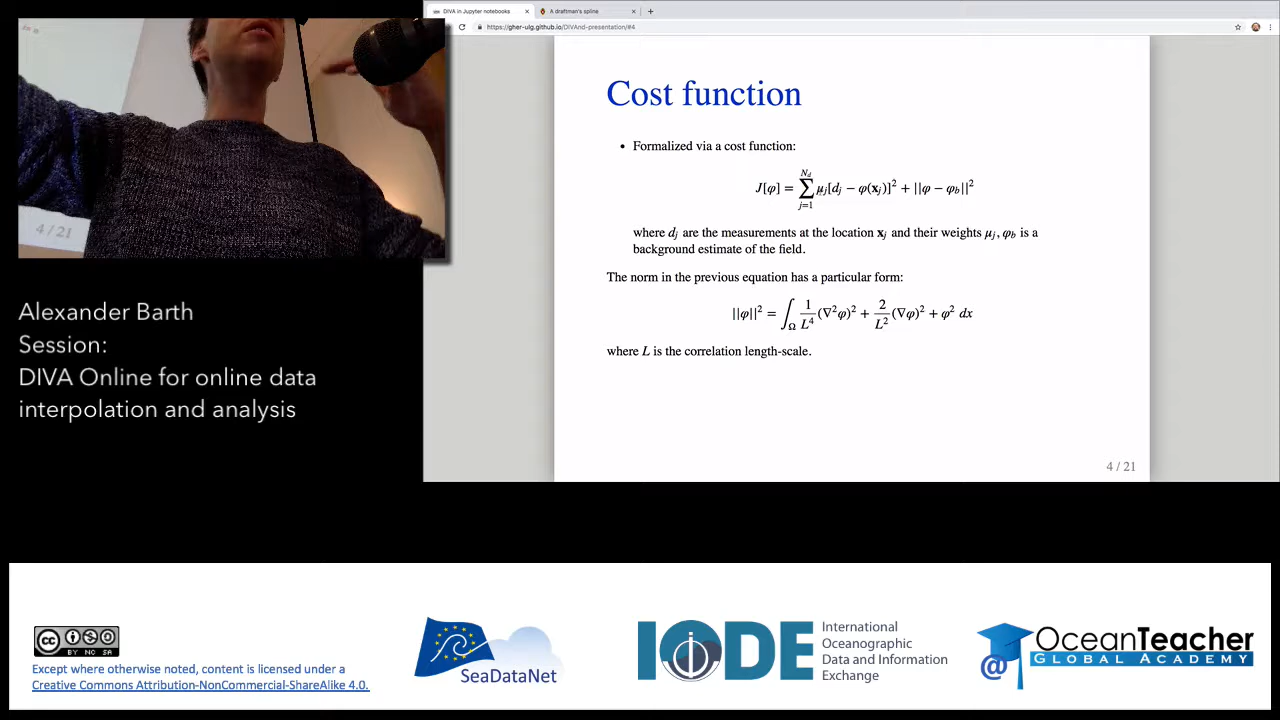 DIVA in Jupyter notebooks
A draftman's spline
https://gher-ulg.github.io/DIVAnd-presentation/#4
Cost function
• Formalized via a cost function:
J[φ] = ∑_{j=1}^{N_d} μ_j[d_j − φ(x_j)]² + ||φ − φ_b||²
where d_j are the measurements at the location x_j and their weights μ_j, φ_b is a
background estimate of the field.
The norm in the previous equation has a particular form:
||φ||² = ∫_Ω 1/L⁴ (∇²φ)² + 2/L² (∇φ)² + φ² dx
where L is the correlation length-scale.
4 / 21
4 / 21
Alexander Barth
Session:
DIVA Online for online data
interpolation and analysis
cc BY NC SA
Except where otherwise noted, content is licensed under a
Creative Commons Attribution-NonCommercial-ShareAlike 4.0.
SeaDataNet
IODE
International
Oceanographic
Data and Information
Exchange
@
OceanTeacher
GLOBAL ACADEMY